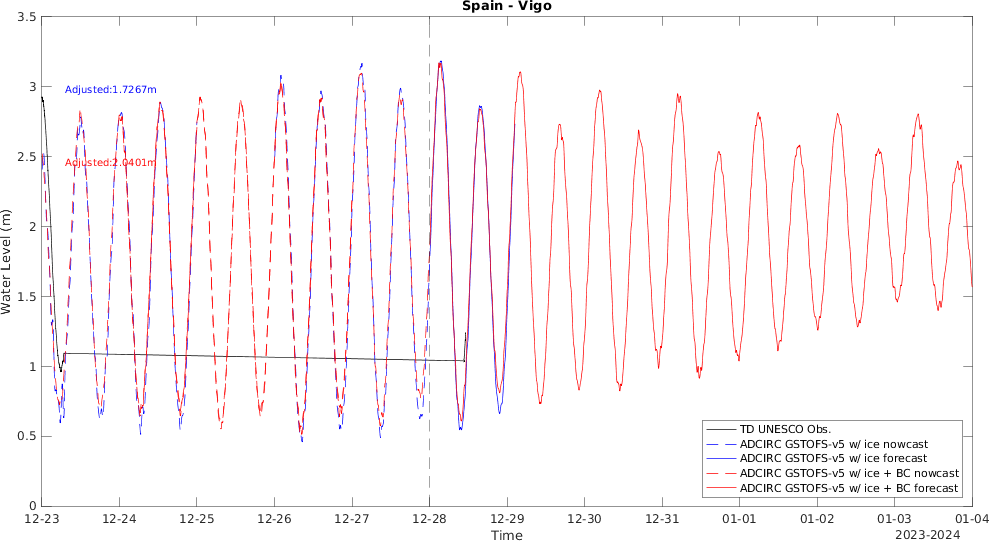 Spain - Vigo
3.5
3
2.5
2
1.5
1
0.5
0
Water Level (m)
Adjusted:1.7267m
Adjusted:2.0401m
TD UNESCO Obs.
ADCIRC GSTOFS-v5 w/ ice nowcast
ADCIRC GSTOFS-v5 w/ ice forecast
ADCIRC GSTOFS-v5 w/ ice + BC nowcast
ADCIRC GSTOFS-v5 w/ ice + BC forecast
12-23 12-24 12-25 12-26 12-27 12-28 12-29 12-30 12-31 01-01 01-02 01-03 01-04
Time
2023-2024